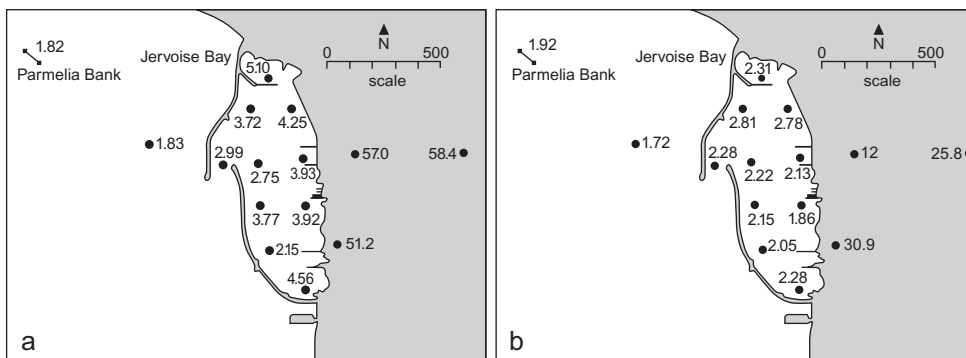 1.82
Parmelia Bank
Jervoise Bay
N
0 500
scale
5.10
3.72 4.25
1.83
2.99
2.75 3.93
57.0 58.4
3.77 3.92
2.15
51.2
4.56
a
1.92
Parmelia Bank
Jervoise Bay
N
0 500
scale
2.31
2.81 2.78
1.72
2.28
2.22 2.13
12 25.8
2.15 1.86
2.05
30.9
2.28
b